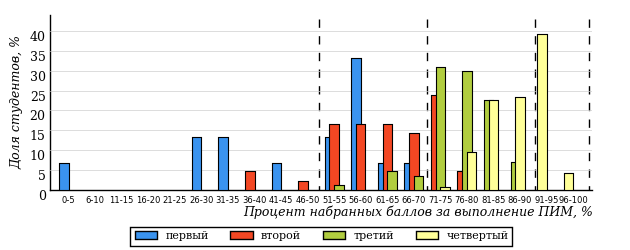 Доля студентов, %
40
35
30
25
20
15
10
5
0
0-5 6-10 11-15 16-20 21-25 26-30 31-35 36-40 41-45 46-50 51-55 56-60 61-65 66-70 71-75 76-80 81-85 86-90 91-95 96-100
Процент набранных баллов за выполнение ПИМ, %
первый второй третий четвертый